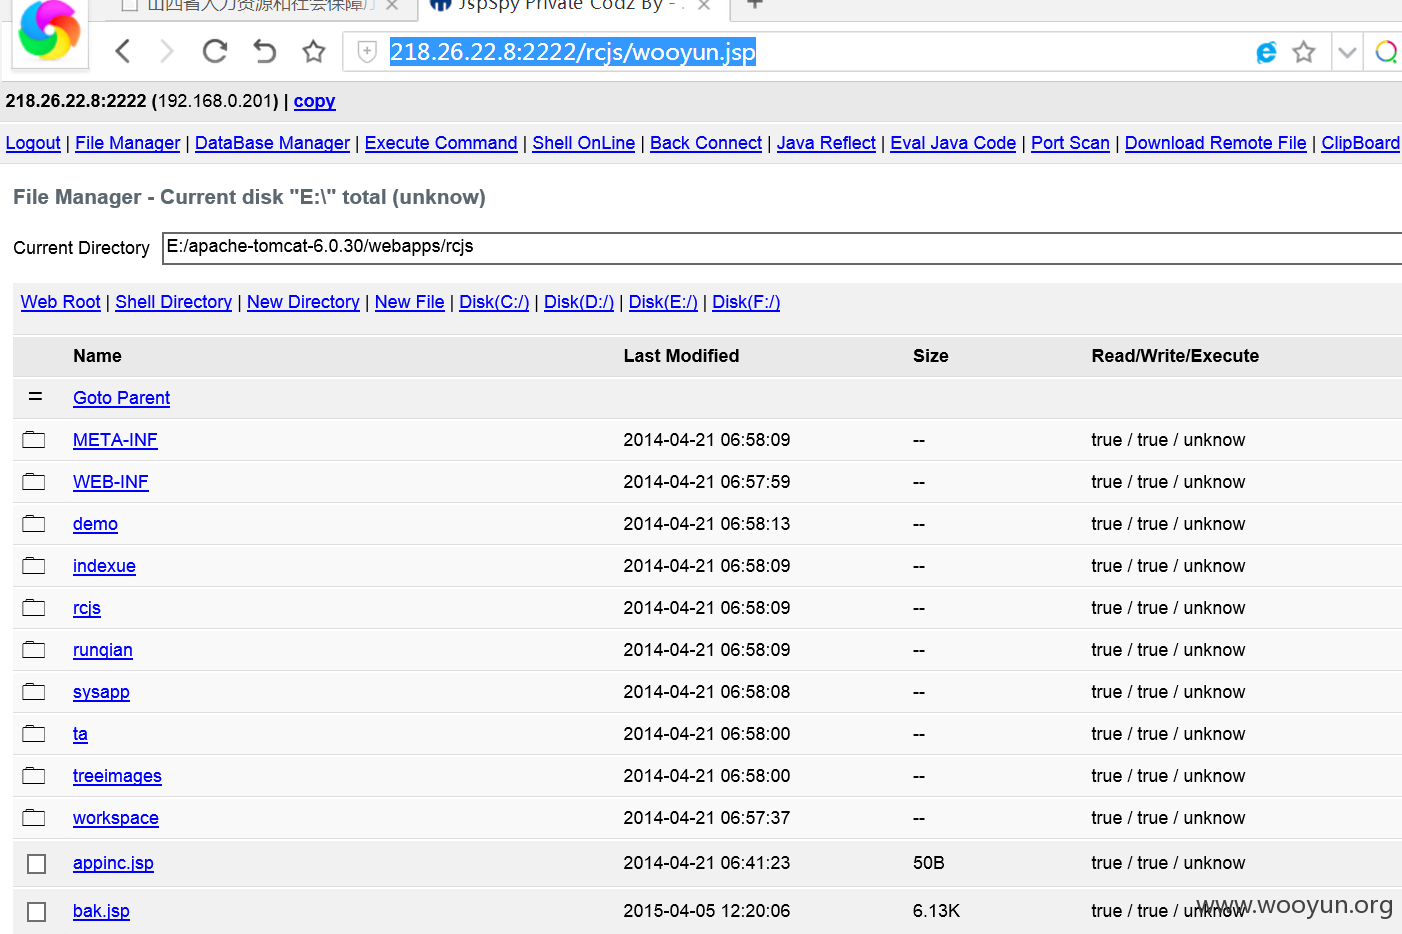 山西省人力资源和社会保障厅
JspSpy Private Codz By - .
218.26.22.8:2222/rcjs/wooyun.jsp
218.26.22.8:2222 (192.168.0.201) | copy
Logout | File Manager | DataBase Manager | Execute Command | Shell OnLine | Back Connect | Java Reflect | Eval Java Code | Port Scan | Download Remote File | ClipBoard
File Manager - Current disk "E:\" total (unknow)
Current Directory E:/apache-tomcat-6.0.30/webapps/rcjs
Web Root | Shell Directory | New Directory | New File | Disk(C:/) | Disk(D:/) | Disk(E:/) | Disk(F:/)
Name Last Modified Size Read/Write/Execute
= Goto Parent
META-INF 2014-04-21 06:58:09 -- true / true / unknow
WEB-INF 2014-04-21 06:57:59 -- true / true / unknow
demo 2014-04-21 06:58:13 -- true / true / unknow
indexue 2014-04-21 06:58:09 -- true / true / unknow
rcjs 2014-04-21 06:58:09 -- true / true / unknow
runqian 2014-04-21 06:58:09 -- true / true / unknow
sysapp 2014-04-21 06:58:08 -- true / true / unknow
ta 2014-04-21 06:58:00 -- true / true / unknow
treeimages 2014-04-21 06:58:00 -- true / true / unknow
workspace 2014-04-21 06:57:37 -- true / true / unknow
appinc.jsp 2014-04-21 06:41:23 50B true / true / unknow
bak.jsp 2015-04-05 12:20:06 6.13K true / true / unknow
www.wooyun.org